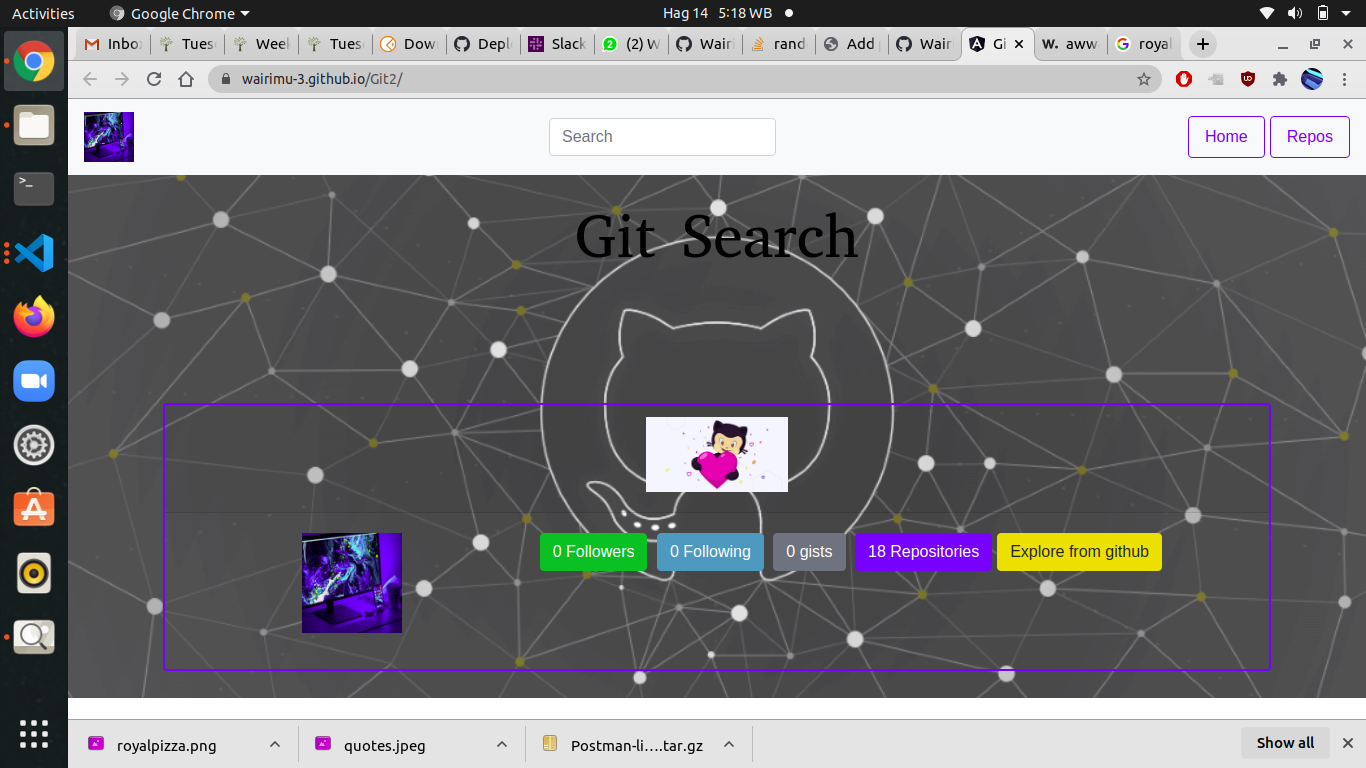 Activities Google Chrome Hag 14 5:18 WB
Inbo Tues Week Tues Dow Depl Slack (2) W Wairi rand Add Wair Gi W. aww royal
wairimu-3.github.io/Git2/
Search Home Repos
Git Search
0 Followers 0 Following 0 gists 18 Repositories Explore from github
royalpizza.png quotes.jpeg Postman-li....tar.gz Show all